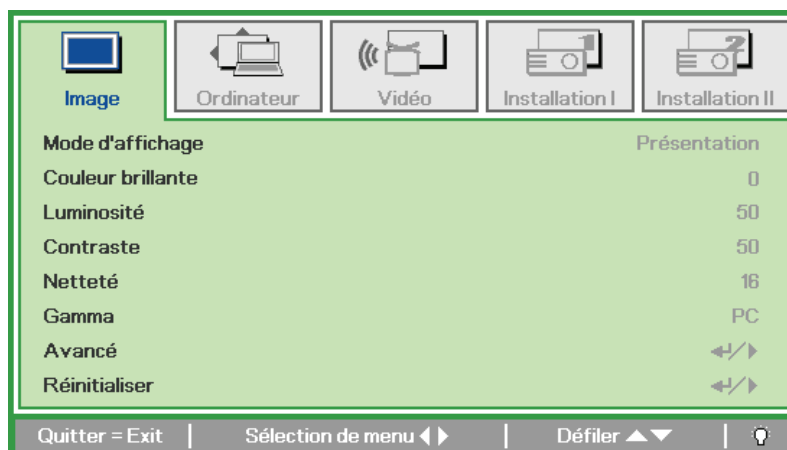 Image Ordinateur Vidéo Installation I Installation II
Mode d'affichage Présentation
Couleur brillante 0
Luminosité 50
Contraste 50
Netteté 16
Gamma PC
Avancé
Réinitialiser
Quitter = Exit Sélection de menu Défiler